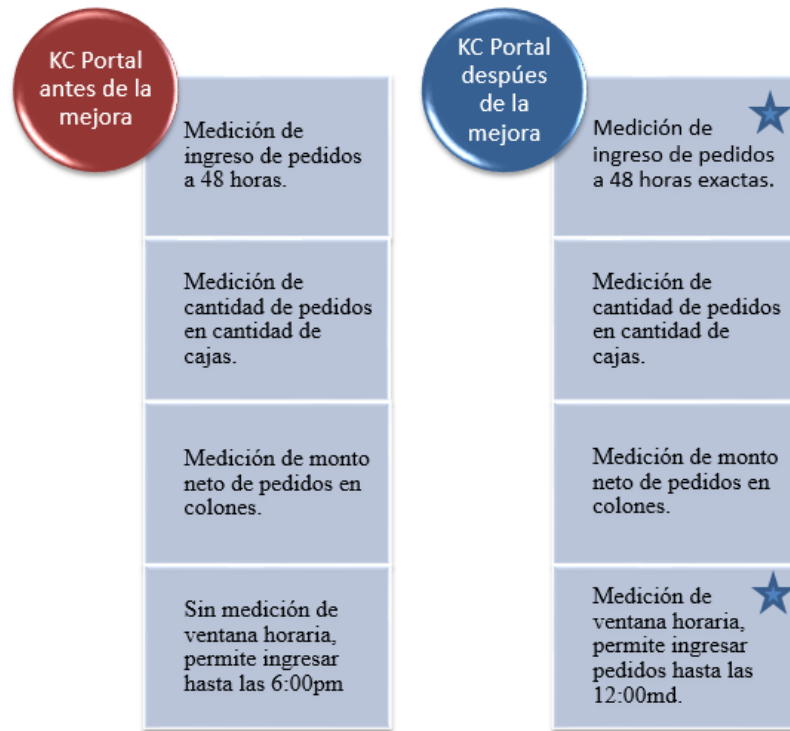 KC Portal
antes de la
mejora
Medición de
ingreso de pedidos
a 48 horas.
Medición de
cantidad de pedidos
en cantidad de
cajas.
Medición de monto
neto de pedidos en
colones.
Sin medición de
ventana horaria,
permite ingresar
hasta las 6:00pm
KC Portal
despúes
de la
mejora
Medición de
ingreso de pedidos
a 48 horas exactas.
Medición de
cantidad de pedidos
en cantidad de
cajas.
Medición de monto
neto de pedidos en
colones.
Medición de
ventana horaria,
permite ingresar
pedidos hasta las
12:00md.